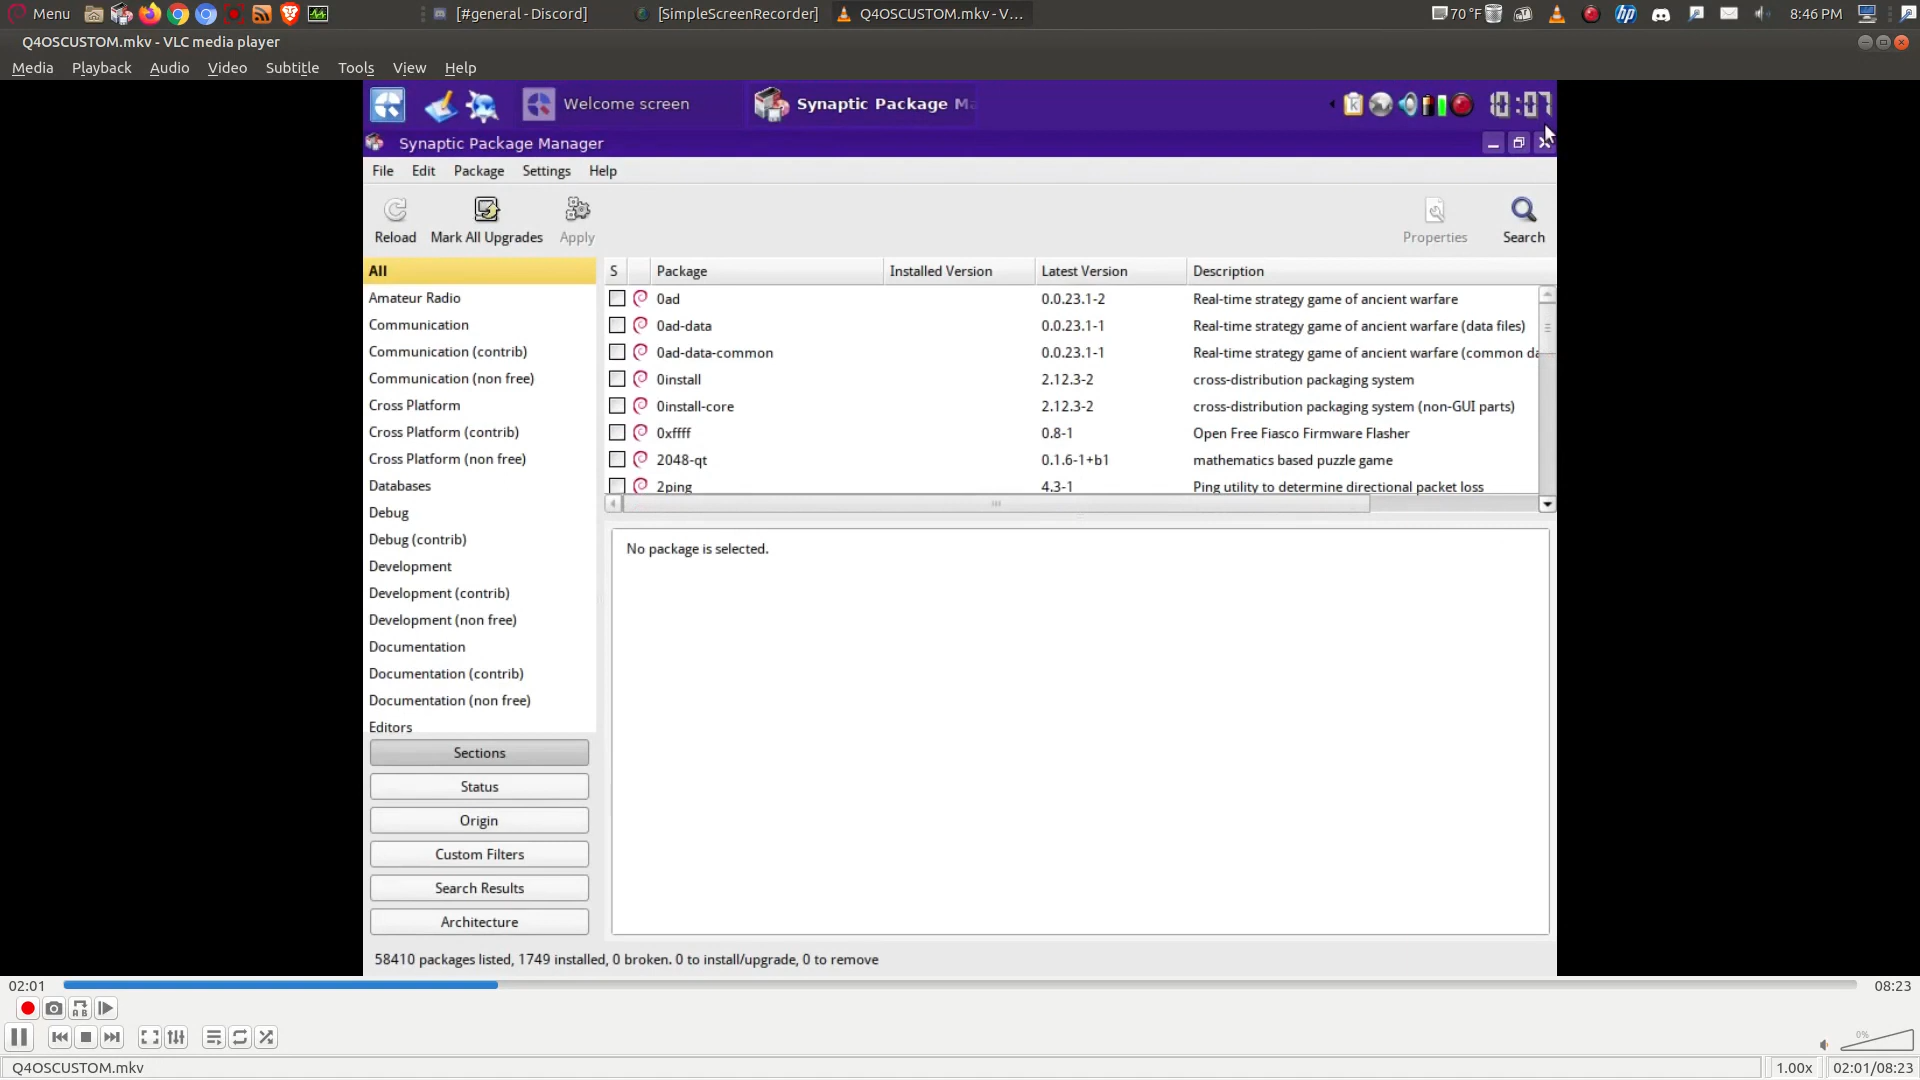 Menu [#general - Discord] [SimpleScreenRecorder] Q4OSCUSTOM.mkv - V... 70 °F 8:46 PM
Q4OSCUSTOM.mkv - VLC media player
Media Playback Audio Video Subtitle Tools View Help
Welcome screen Synaptic Package Ma
Synaptic Package Manager
File Edit Package Settings Help
Reload Mark All Upgrades Apply Properties Search
All
Amateur Radio
Communication
Communication (contrib)
Communication (non free)
Cross Platform
Cross Platform (contrib)
Cross Platform (non free)
Databases
Debug
Debug (contrib)
Development
Development (contrib)
Development (non free)
Documentation
Documentation (contrib)
Documentation (non free)
Editors
Sections
Status
Origin
Custom Filters
Search Results
Architecture
S Package Installed Version Latest Version Description
0ad 0.0.23.1-2 Real-time strategy game of ancient warfare
0ad-data 0.0.23.1-1 Real-time strategy game of ancient warfare (data files)
0ad-data-common 0.0.23.1-1 Real-time strategy game of ancient warfare (common da
0install 2.12.3-2 cross-distribution packaging system
0install-core 2.12.3-2 cross-distribution packaging system (non-GUI parts)
0xffff 0.8-1 Open Free Fiasco Firmware Flasher
2048-qt 0.1.6-1+b1 mathematics based puzzle game
2ping 4.3-1 Ping utility to determine directional packet loss
No package is selected.
58410 packages listed, 1749 installed, 0 broken. 0 to install/upgrade, 0 to remove
02:01 08:23
0%
Q4OSCUSTOM.mkv 1.00x 02:01/08:23